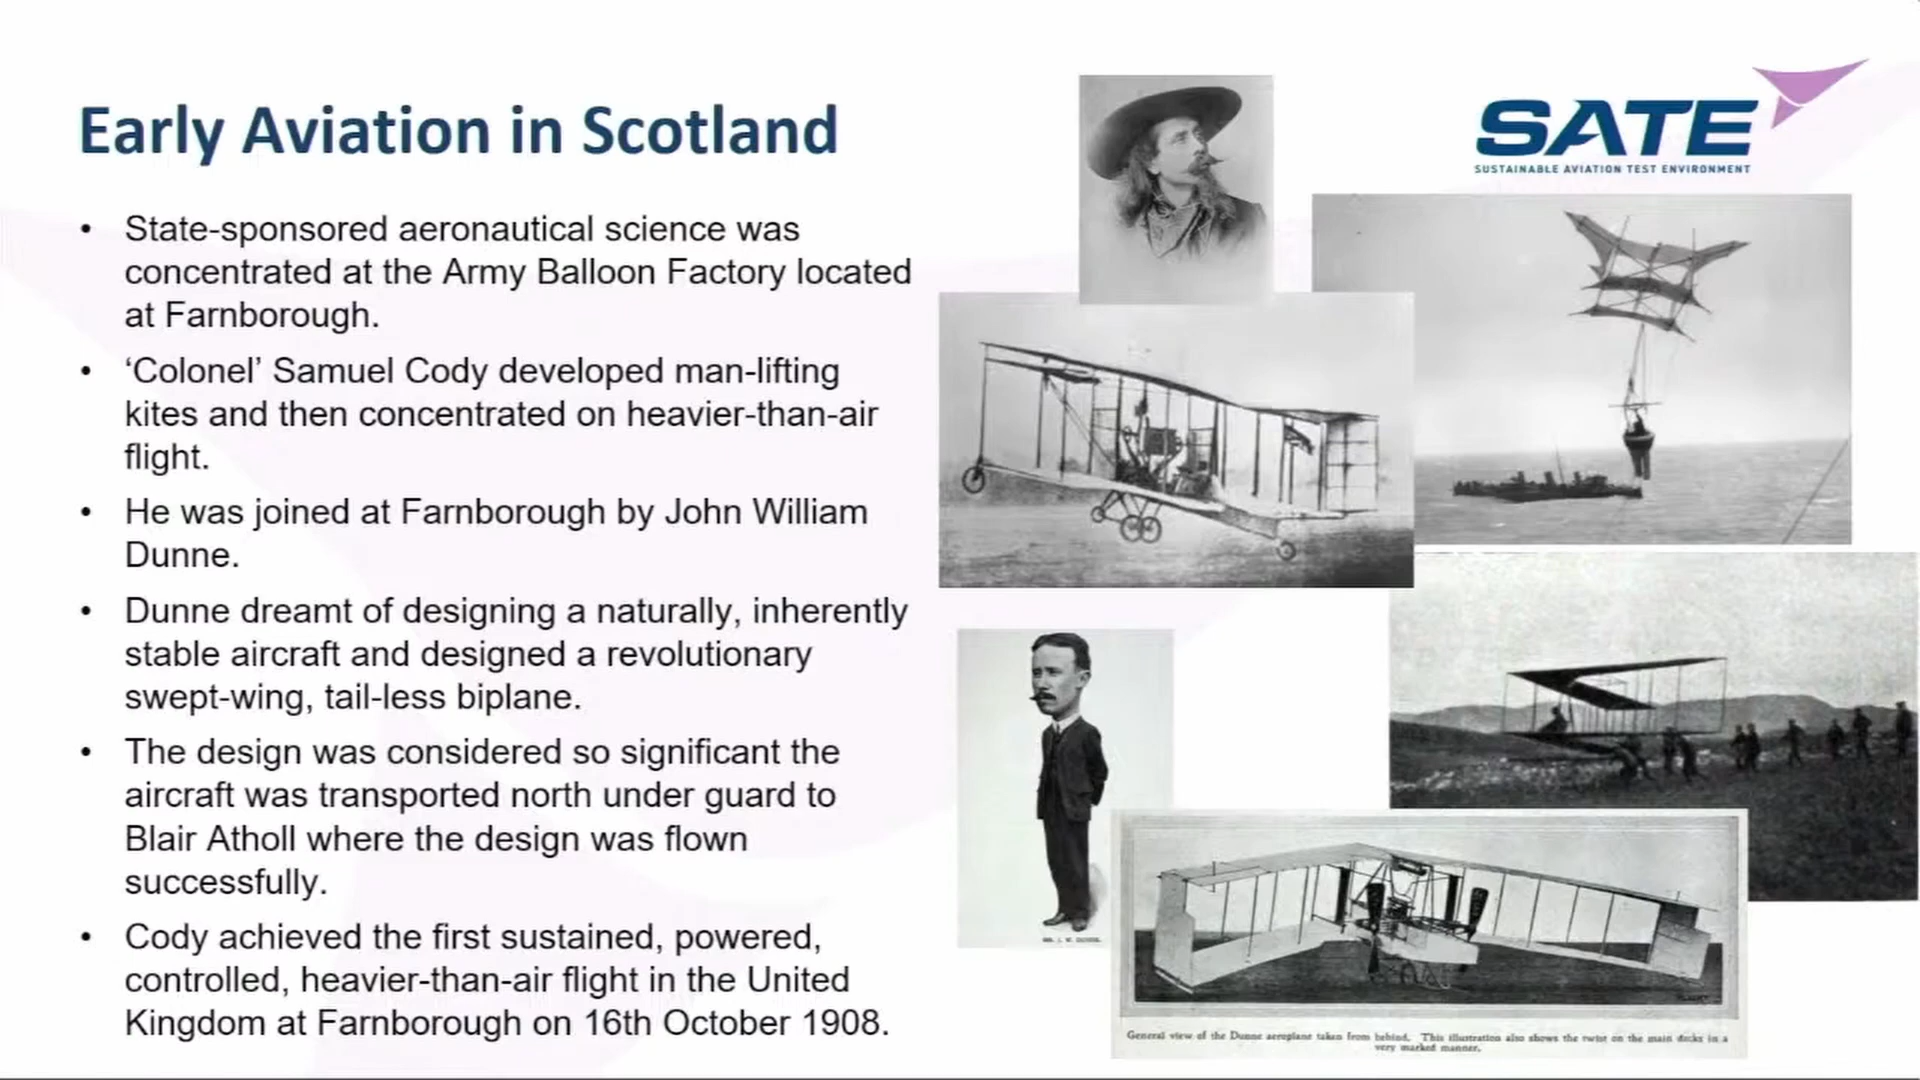 Early Aviation in Scotland
SATE
SUSTAINABLE AVIATION TEST ENVIRONMENT
• State-sponsored aeronautical science was
concentrated at the Army Balloon Factory located
at Farnborough.
• ‘Colonel’ Samuel Cody developed man-lifting
kites and then concentrated on heavier-than-air
flight.
• He was joined at Farnborough by John William
Dunne.
• Dunne dreamt of designing a naturally, inherently
stable aircraft and designed a revolutionary
swept-wing, tail-less biplane.
• The design was considered so significant the
aircraft was transported north under guard to
Blair Atholl where the design was flown
successfully.
• Cody achieved the first sustained, powered,
controlled, heavier-than-air flight in the United
Kingdom at Farnborough on 16th October 1908.
MR. J. W. DUNNE.
General view of the Dunne aeroplane taken from behind. This illustration also shows the twist on the main decks in a
very marked manner.